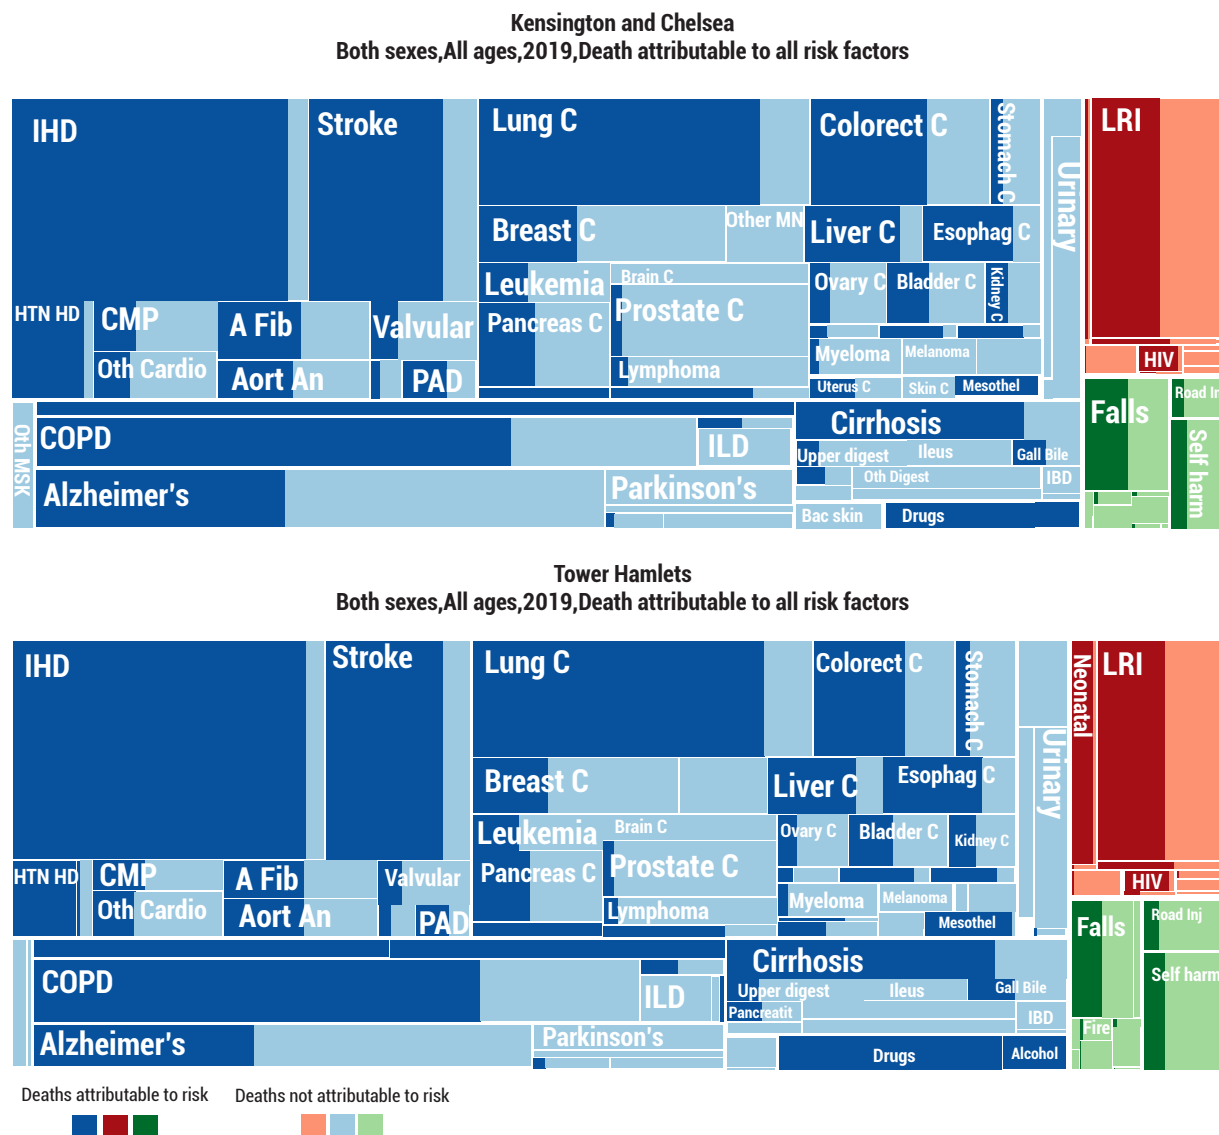 Kensington and Chelsea
Both sexes,All ages,2019,Death attributable to all risk factors
IHD
Stroke
Lung C
Colorect C
Stomach C
Urinary
LRI
Breast C
Other MN
Liver C
Esophag C
Leukemia
Brain C
Ovary C
Bladder C
Kidney C
HTN HD
CMP
A Fib
Valvular
Pancreas C
Prostate C
Oth Cardio
Aort An
PAD
Lymphoma
Myeloma
Melanoma
Uterus C
Skin C
Mesothel
HIV
Falls
Road In
Self harm
Oth MSK
COPD
ILD
Cirrhosis
Upper digest
Ileus
Gall Bile
Oth Digest
IBD
Alzheimer's
Parkinson's
Bac skin
Drugs
Tower Hamlets
Both sexes,All ages,2019,Death attributable to all risk factors
IHD
Stroke
Lung C
Colorect C
Stomach C
Urinary
Neonatal
LRI
Breast C
Liver C
Esophag C
Leukemia
Brain C
Ovary C
Bladder C
Kidney C
HTN HD
CMP
A Fib
Valvular
Pancreas C
Prostate C
Oth Cardio
Aort An
PAD
Lymphoma
Myeloma
Melanoma
Mesothel
HIV
Falls
Road Inj
Self harm
Fire
COPD
ILD
Cirrhosis
Upper digest
Ileus
Gall Bile
Pancreatit
IBD
Alzheimer's
Parkinson's
Drugs
Alcohol
Deaths attributable to risk
Deaths not attributable to risk